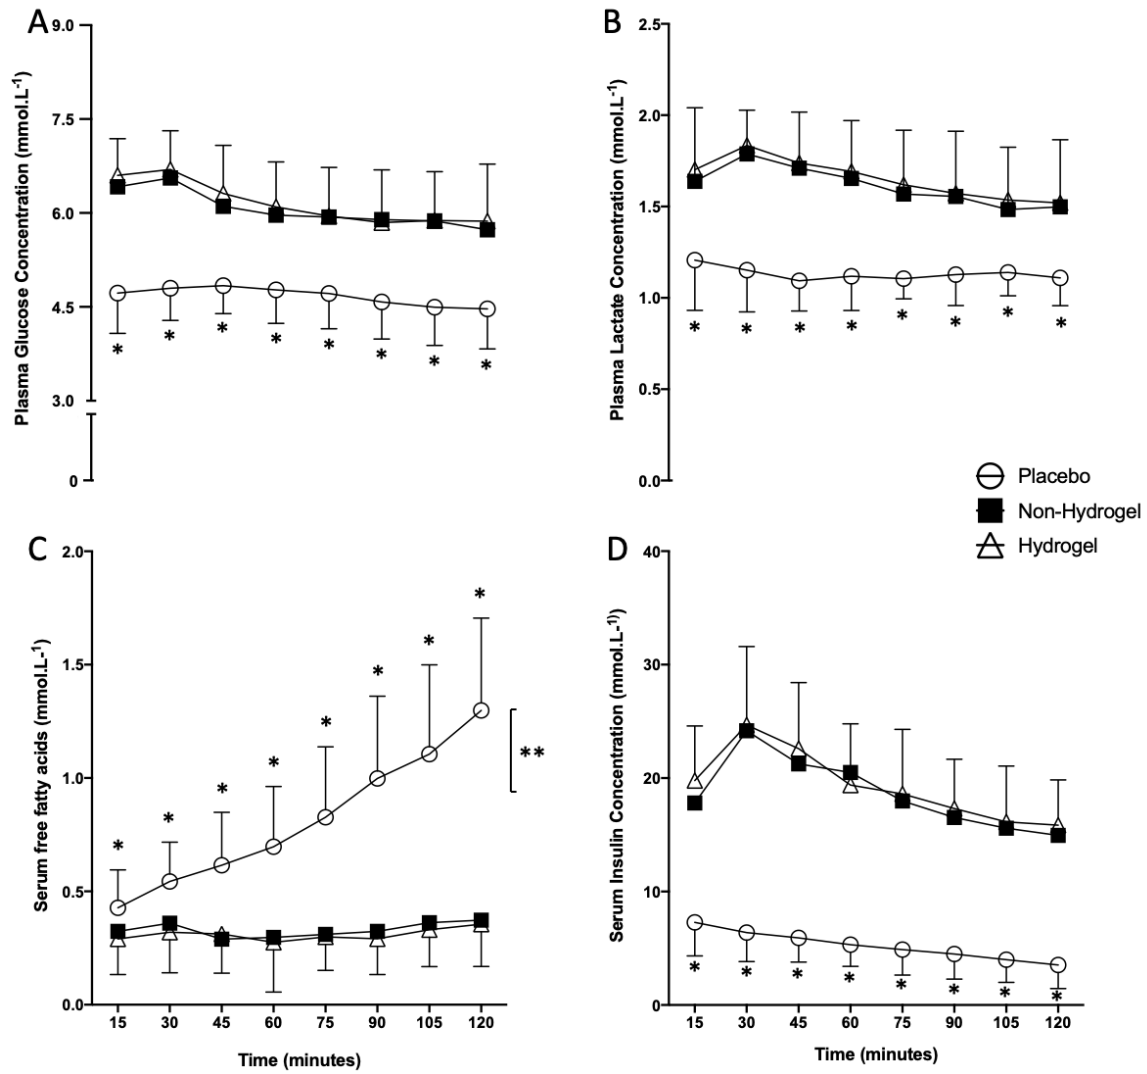 A
9.0
7.5
6.0
4.5
3.0
0
Plasma Glucose Concentration (mmol.L-1)
* * * * * * * *
B
2.5
2.0
1.5
1.0
0.5
0.0
Plasma Lactate Concentration (mmol.L-1)
* * * * * * * *
Placebo
Non-Hydrogel
Hydrogel
C
2.0
1.5
1.0
0.5
0.0
Serum free fatty acids (mmol.L-1)
* * * * * * * *
**
15 30 45 60 75 90 105 120
Time (minutes)
D
40
30
20
10
0
Serum Insulin Concentration (mmol.L-1))
* * * * * * * *
15 30 45 60 75 90 105 120
Time (minutes)